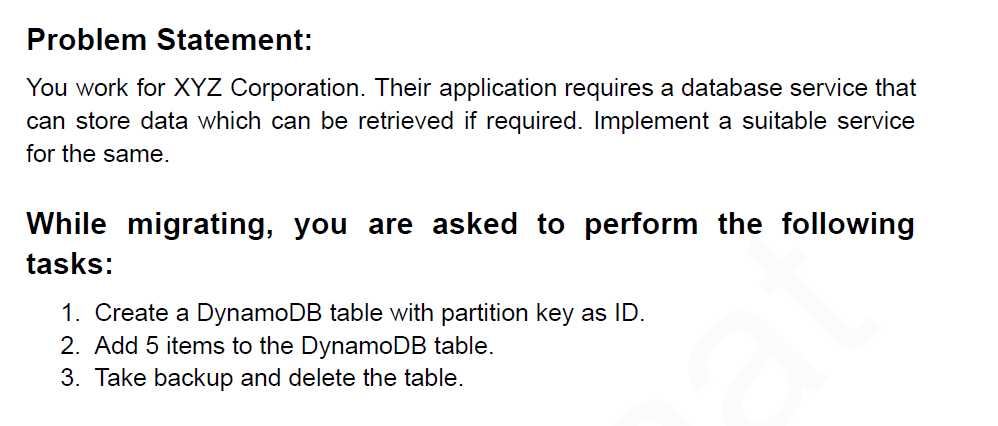 Problem Statement:
You work for XYZ Corporation. Their application requires a database service that
can store data which can be retrieved if required. Implement a suitable service
for the same.
While migrating, you are asked to perform the following
tasks:
1. Create a DynamoDB table with partition key as ID.
2. Add 5 items to the DynamoDB table.
3. Take backup and delete the table.